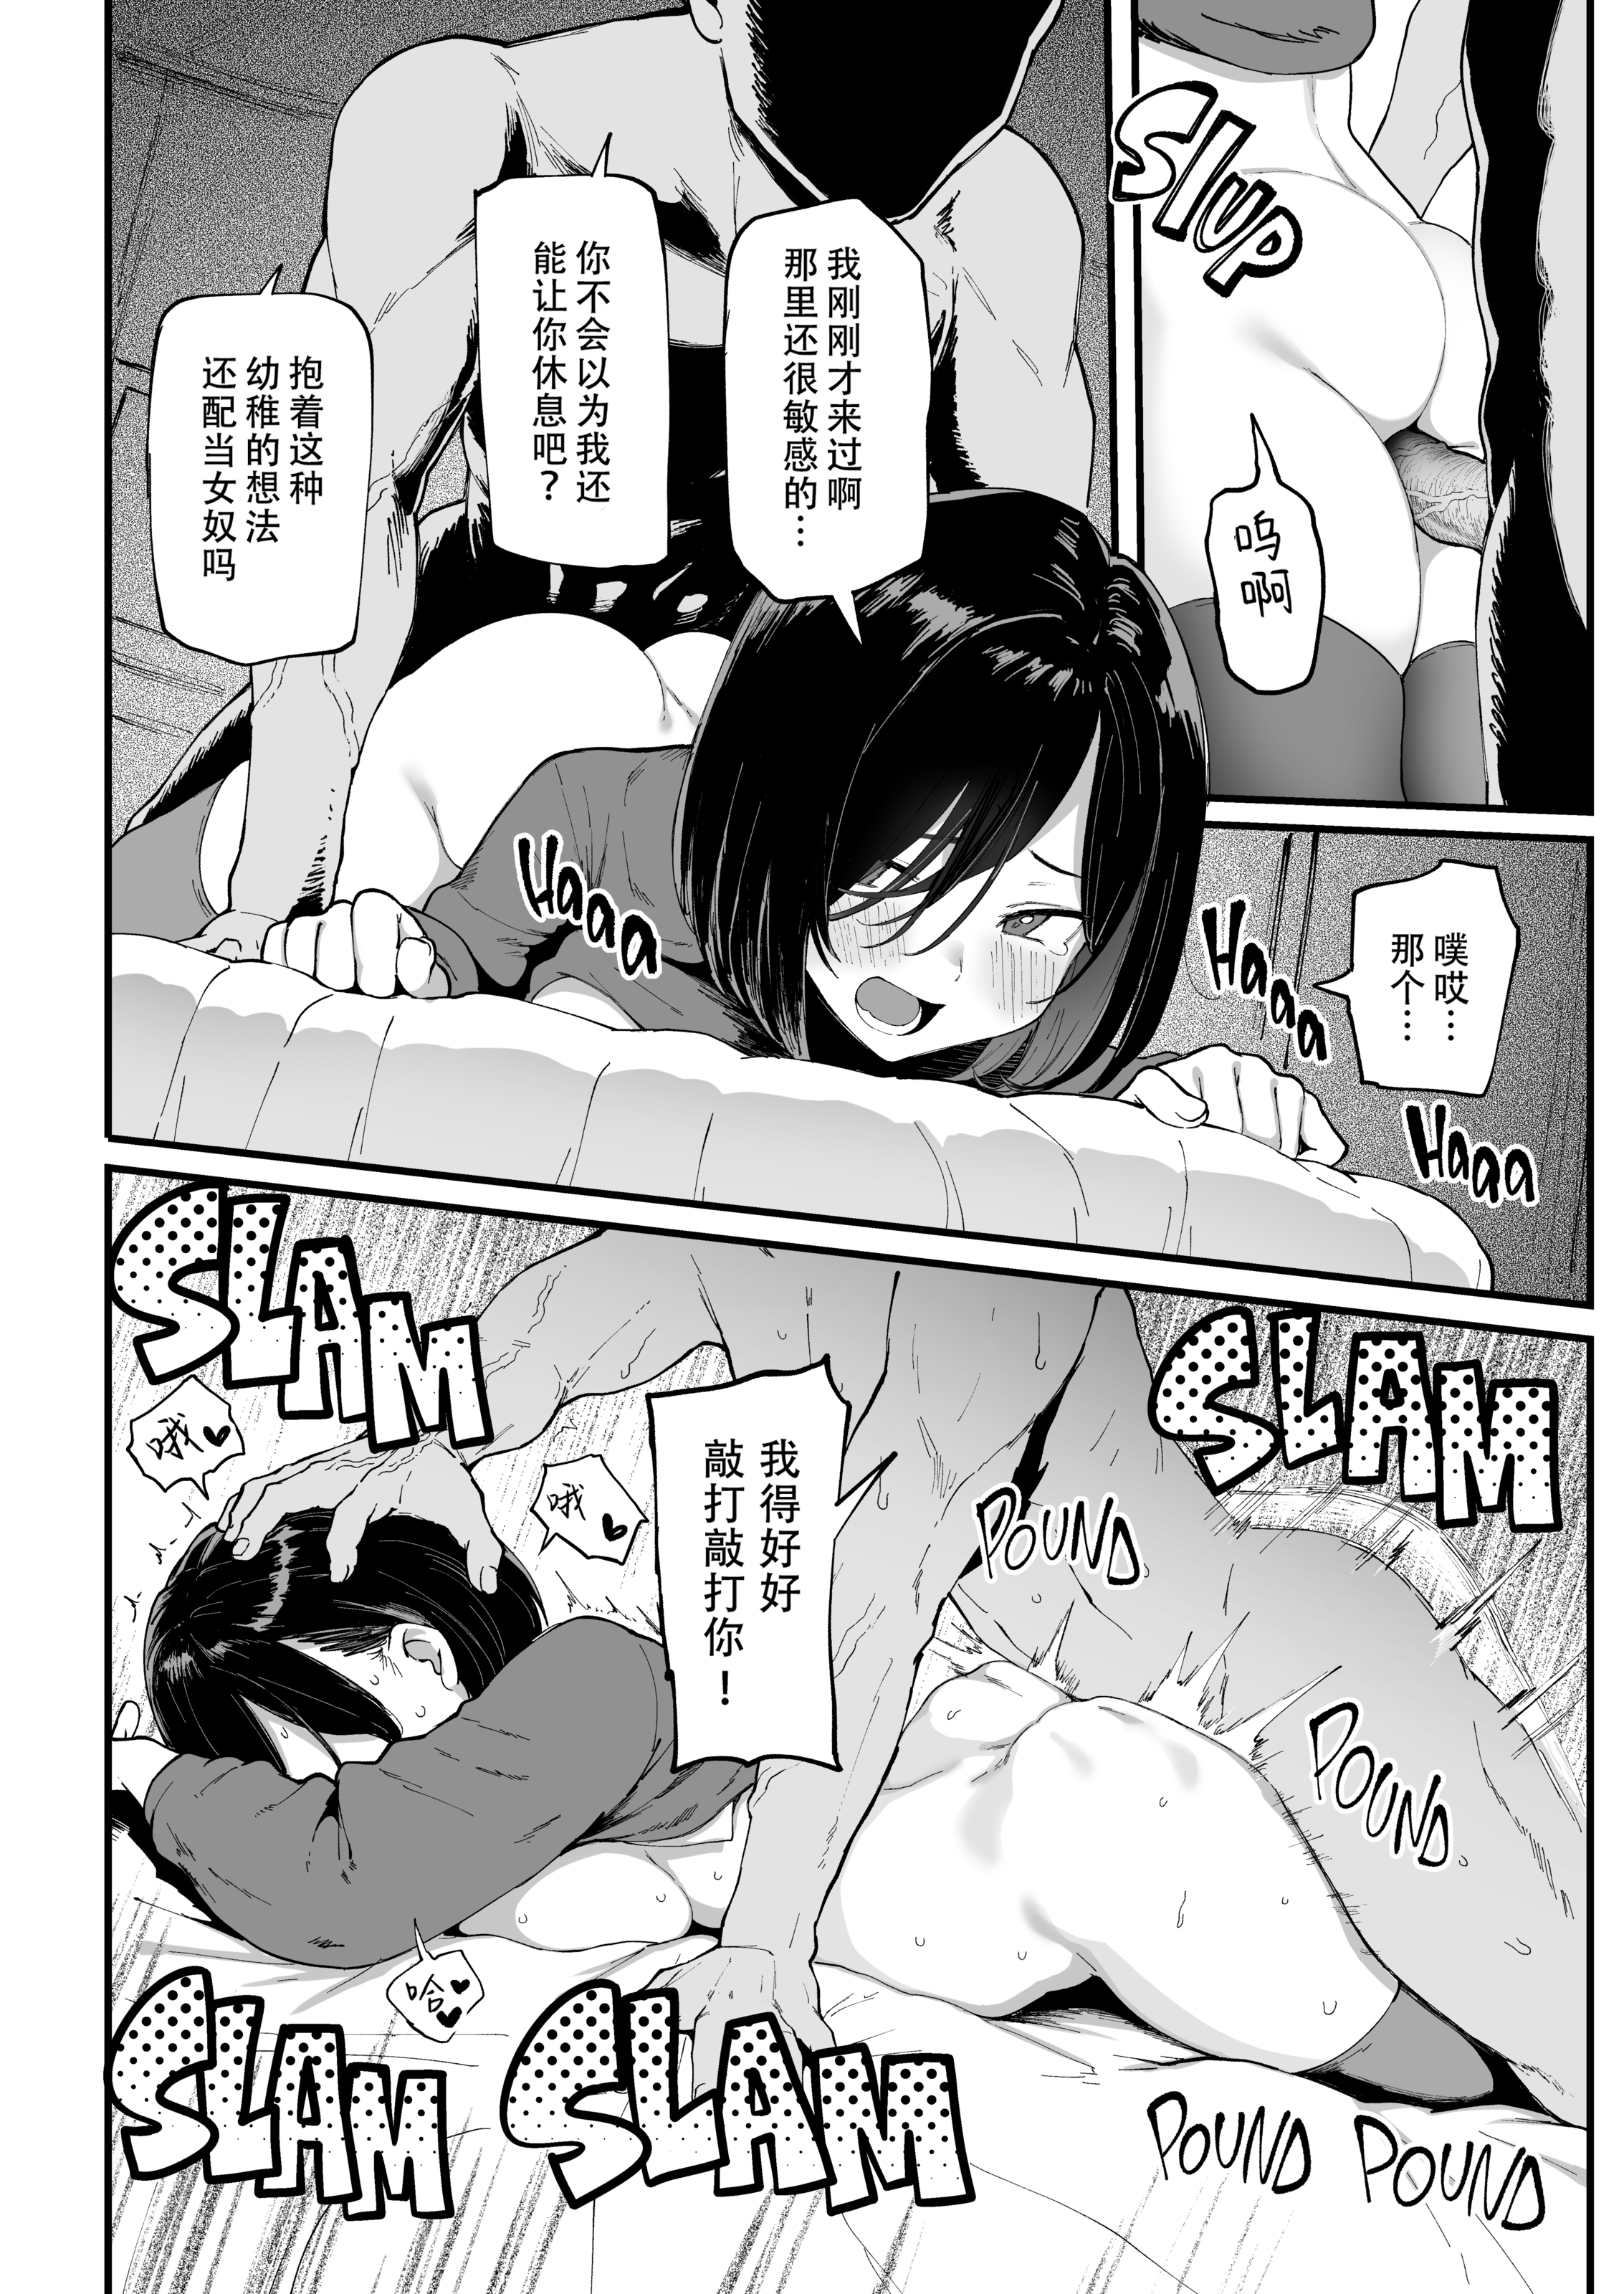 SlUP
呜
啊
噗哎…
那个…
Haaa
Haaa
我刚刚才来过啊
那里还很敏感的…
你不会以为我还
能让你休息吧？
抱着这种
幼稚的想法
还配当女奴吗
Haaa
SLAM
SLAM
我得好好
敲打敲打你！
哦
哦
POUND
POUND
哈
SLAM
SLAM
POUND
POUND